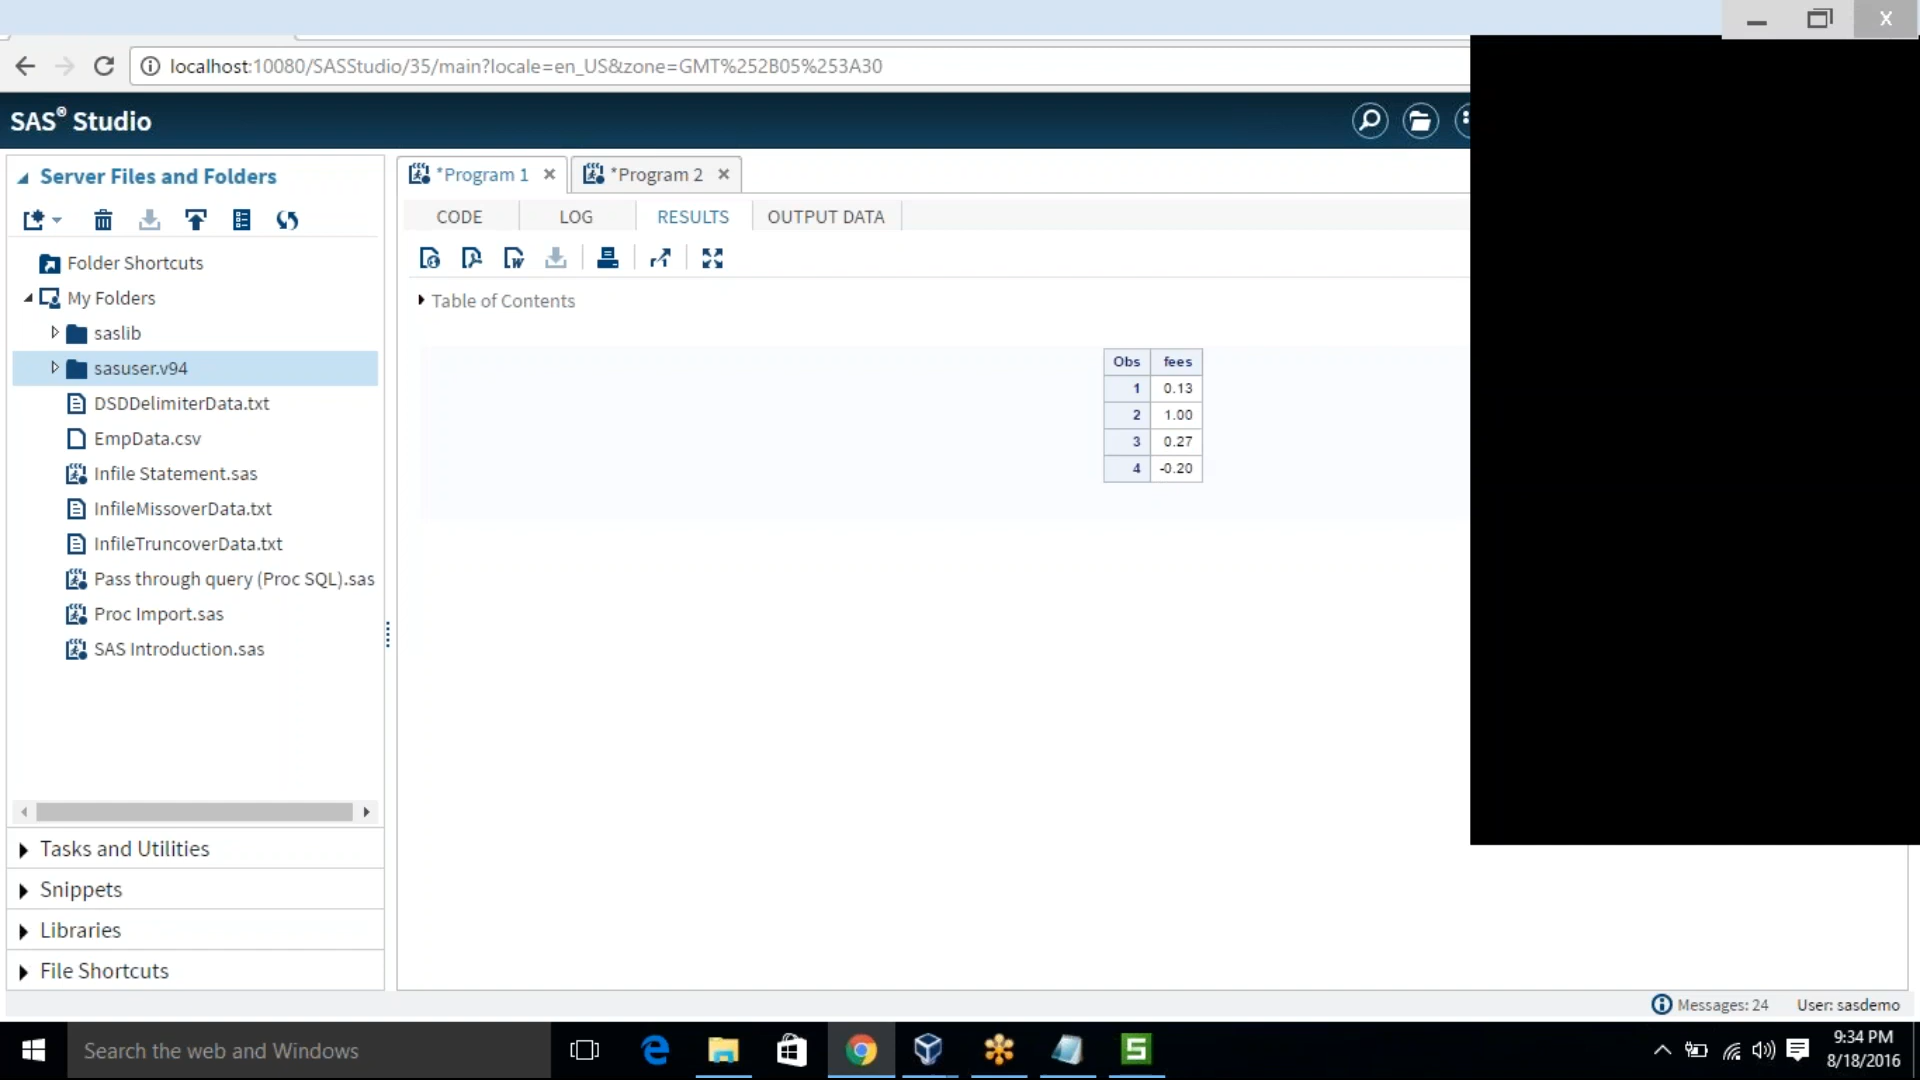 X
localhost:10080/SASStudio/35/main?locale=en_US&zone=GMT%252B05%253A30
SAS® Studio
Server Files and Folders
*Program 1
*Program 2
CODE LOG RESULTS OUTPUT DATA
Folder Shortcuts
Table of Contents
My Folders
saslib
sasuser.v94
DSDDelimiterData.txt
EmpData.csv
Infile Statement.sas
InfileMissoverData.txt
InfileTruncoverData.txt
Pass through query (Proc SQL).sas
Proc Import.sas
SAS Introduction.sas
Obs fees
1 0.13
2 1.00
3 0.27
4 -0.20
Tasks and Utilities
Snippets
Libraries
File Shortcuts
Messages: 24 User: sasdemo
Search the web and Windows
9:34 PM
8/18/2016